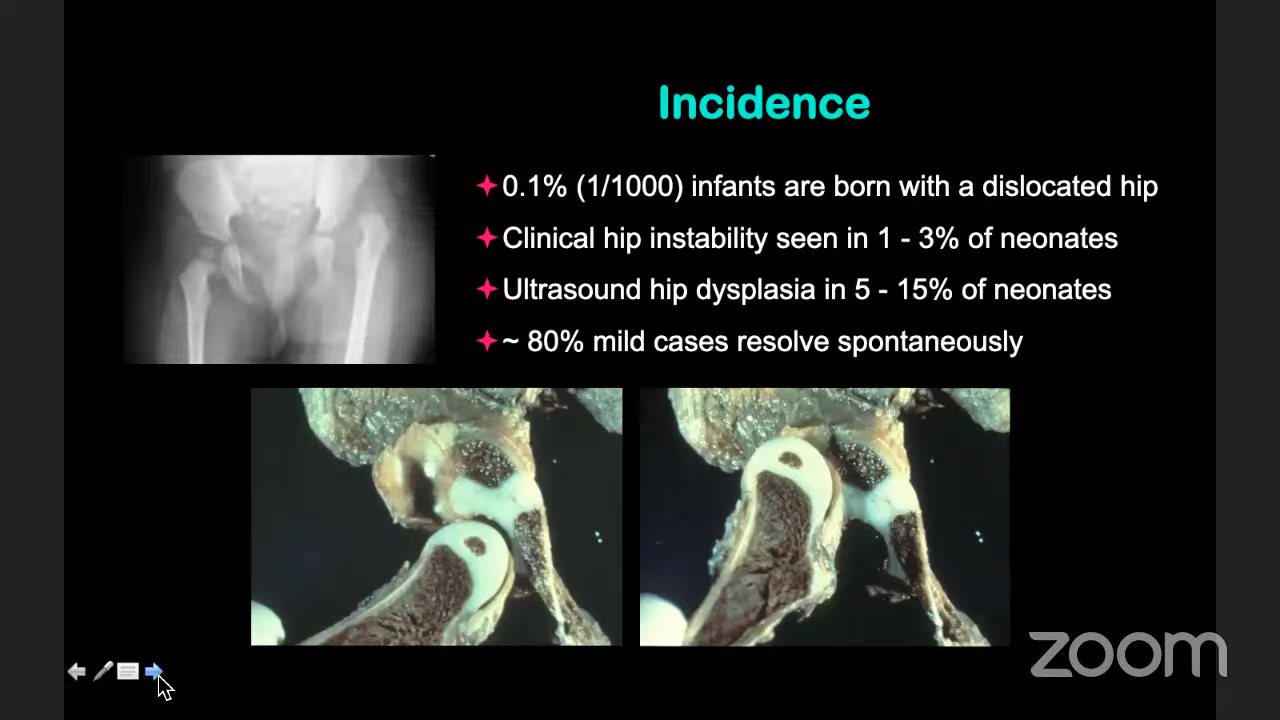 Incidence
0.1% (1/1000) infants are born with a dislocated hip
Clinical hip instability seen in 1 - 3% of neonates
Ultrasound hip dysplasia in 5 - 15% of neonates
~ 80% mild cases resolve spontaneously
zoom